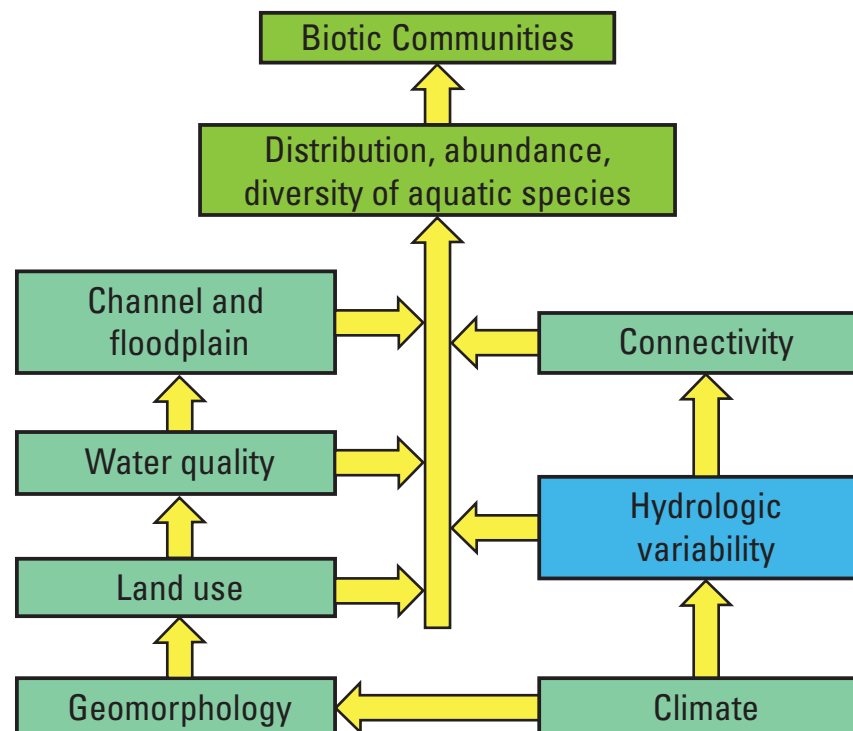 Biotic Communities
Distribution, abundance,
diversity of aquatic species
Channel and
floodplain
Connectivity
Water quality
Hydrologic
variability
Land use
Geomorphology
Climate